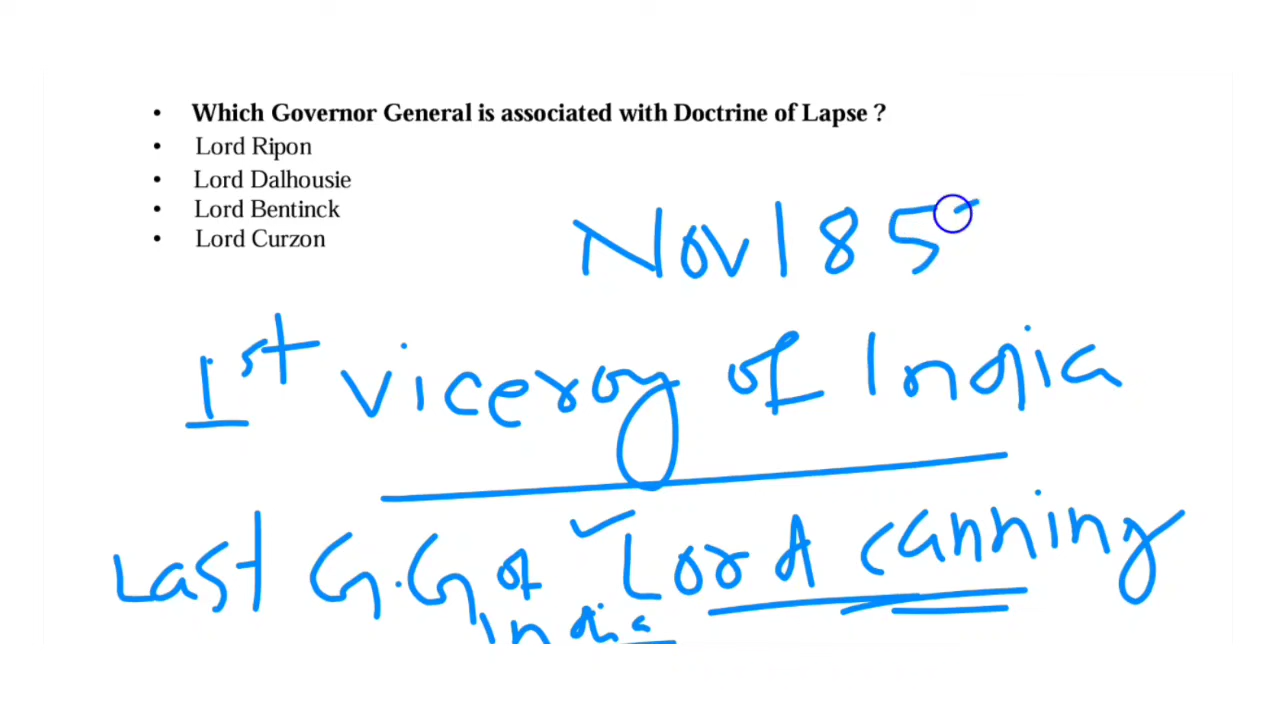 • Which Governor General is associated with Doctrine of Lapse ?
• Lord Ripon
• Lord Dalhousie
• Lord Bentinck
• Lord Curzon
Nov 185
1st viceroy of India
Last G.G of Lord canning
India